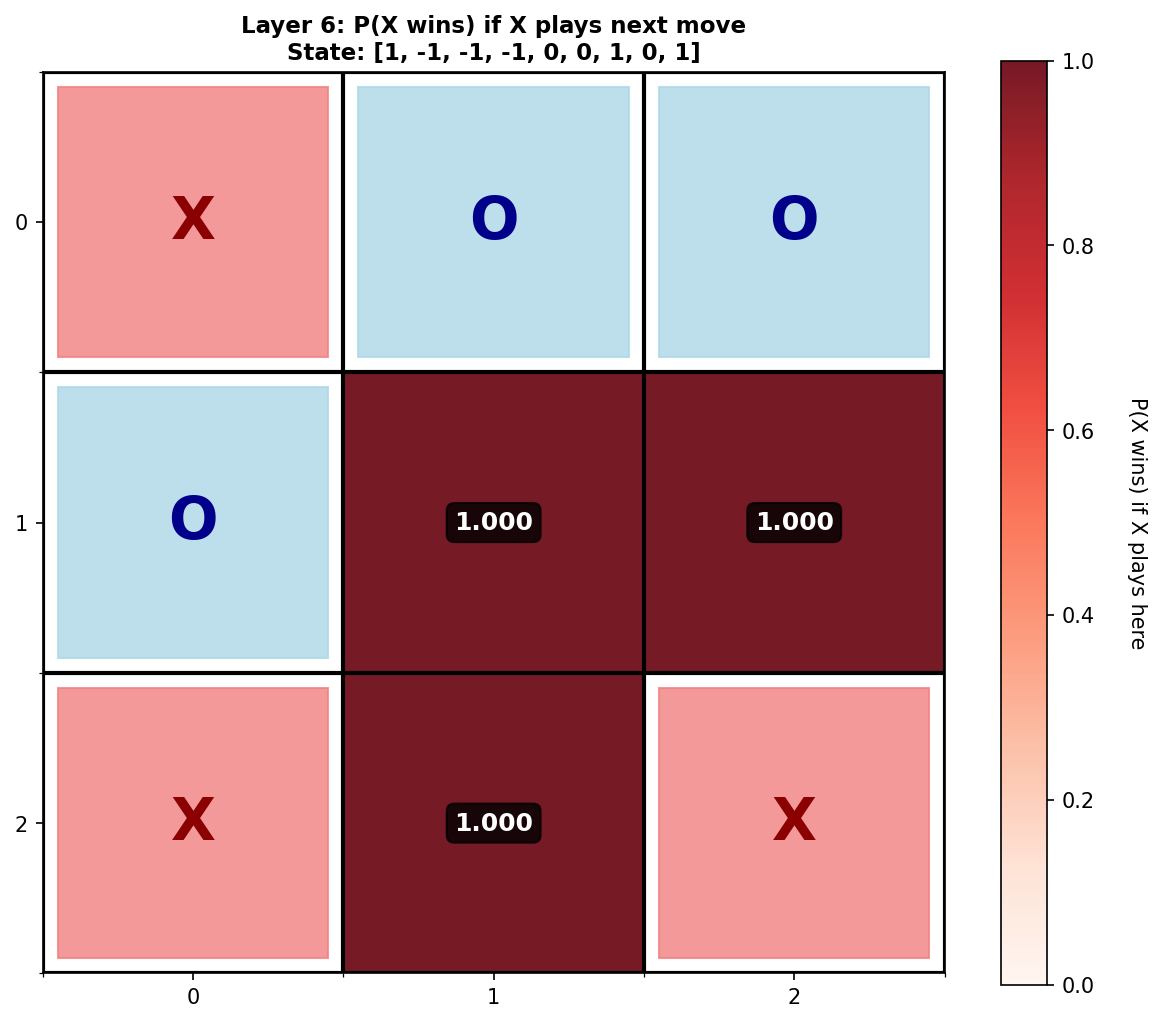 Layer 6: P(X wins) if X plays next move
State: [1, -1, -1, -1, 0, 0, 1, 0, 1]
X O O
O 1.000 1.000
X 1.000 X
0
1
2
0 1 2
1.0
0.8
0.6
0.4
0.2
0.0
P(X wins) if X plays here